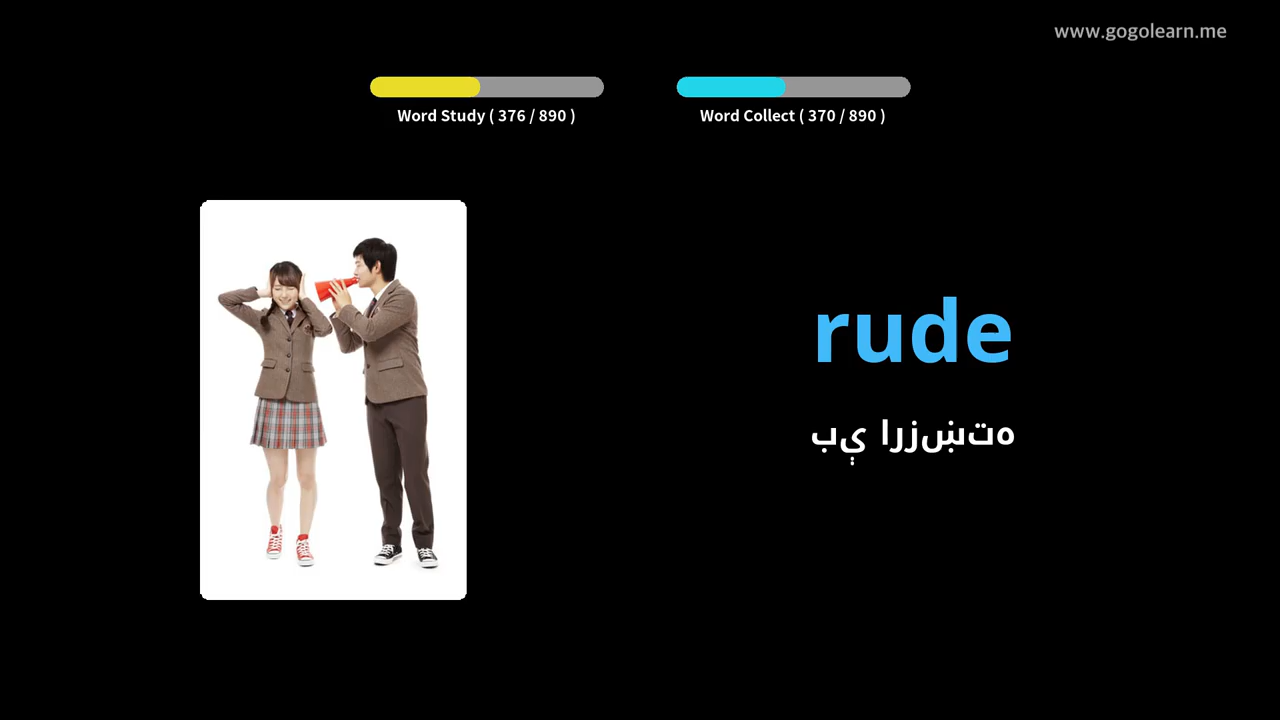 www.gogolearn.me
Word Study ( 376 / 890 )
Word Collect ( 370 / 890 )
rude
بې ارزښته